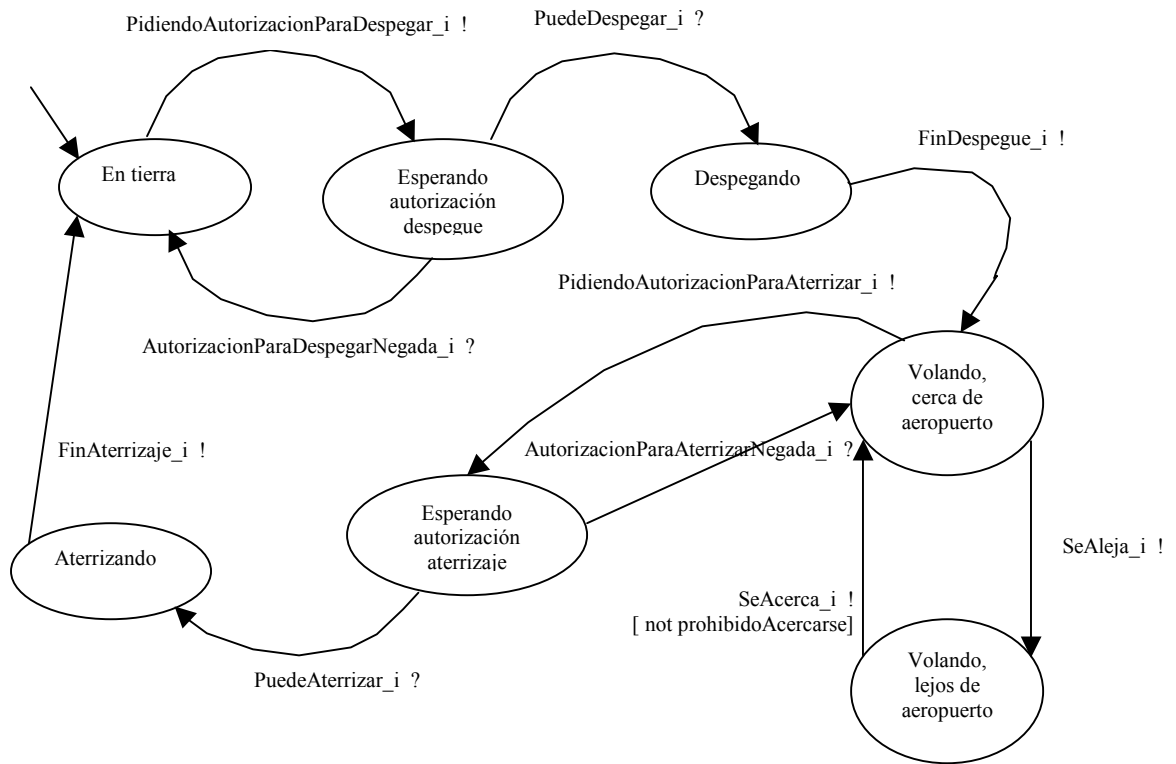 PidiendoAutorizacionParaDespegar_i !
PuedeDespegar_i ?
FinDespegue_i !
En tierra
Esperando
autorización
despegue
Despegando
PidiendoAutorizacionParaAterrizar_i !
AutorizacionParaDespegarNegada_i ?
Volando,
cerca de
aeropuerto
FinAterrizaje_i !
AutorizacionParaAterrizarNegada_i ?
Esperando
autorización
aterrizaje
Aterrizando
SeAleja_i !
SeAcerca_i !
[ not prohibidoAcercarse]
PuedeAterrizar_i ?
Volando,
lejos de
aeropuerto